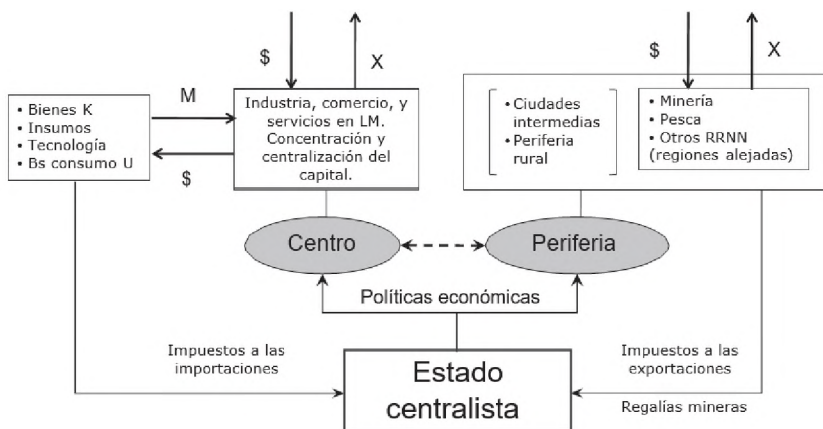 $
X
$
X
• Bienes K
• Insumos
• Tecnología
• Bs consumo U
M
$
Industria, comercio, y
servicios en LM.
Concentración y
centralización del
capital.
• Ciudades
intermedias
• Periferia
rural
• Minería
• Pesca
• Otros RRNN
(regiones alejadas)
Centro
Periferia
Políticas económicas
Impuestos a las
importaciones
Estado
centralista
Impuestos a las
exportaciones
Regalías mineras